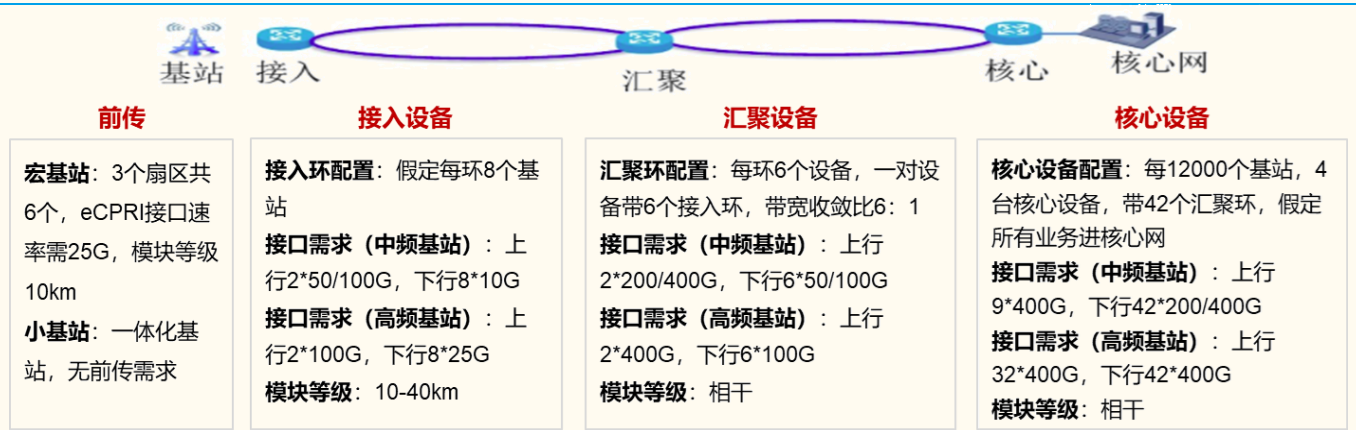 基站 接入 汇聚 核心 核心网
前传
宏基站：3个扇区共
6个，eCPRI接口速
率需25G，模块等级
10km
小基站：一体化基
站，无前传需求
接入设备
接入环配置：假定每环8个基
站
接口需求（中频基站）：上
行2*50/100G，下行8*10G
接口需求（高频基站）：上
行2*100G，下行8*25G
模块等级：10-40km
汇聚设备
汇聚环配置：每环6个设备，一对设
备带6个接入环，带宽收敛比6：1
接口需求（中频基站）：上行
2*200/400G，下行6*50/100G
接口需求（高频基站）：上行
2*400G，下行6*100G
模块等级：相干
核心设备
核心设备配置：每12000个基站，4
台核心设备，带42个汇聚环，假定
所有业务进核心网
接口需求（中频基站）：上行
9*400G，下行42*200/400G
接口需求（高频基站）：上行
32*400G，下行42*400G
模块等级：相干